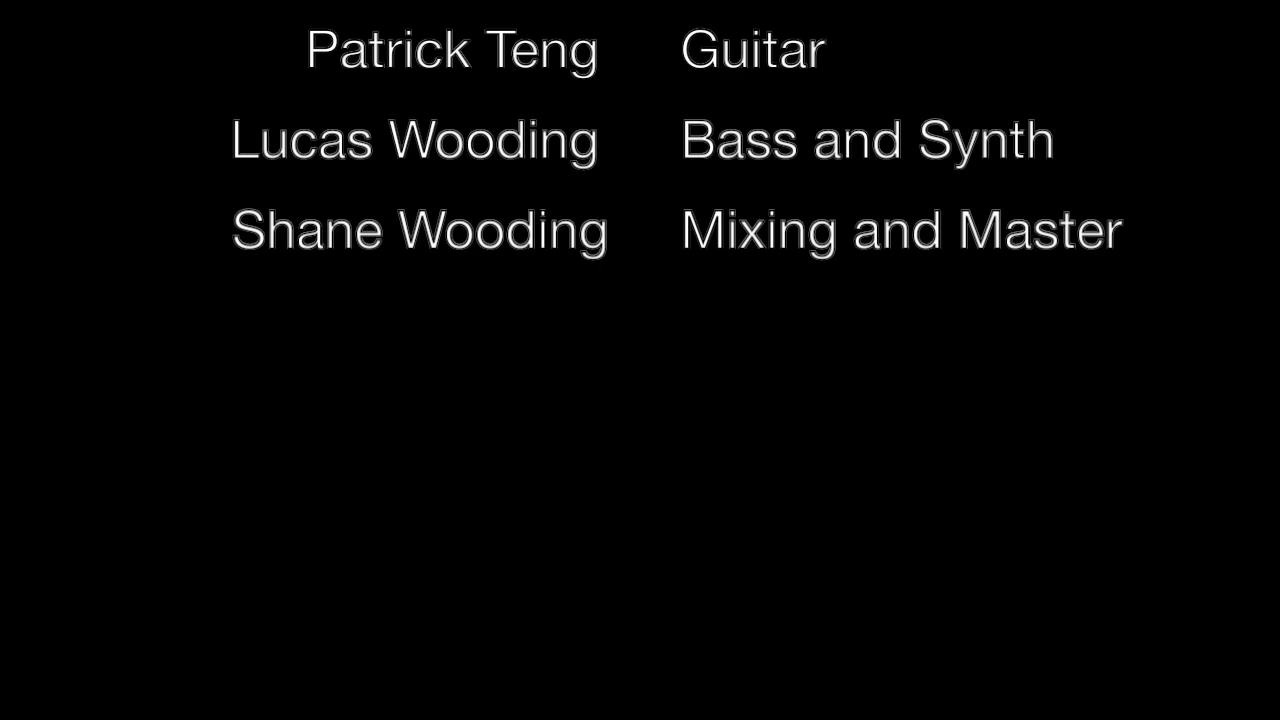 Patrick Teng Guitar
Lucas Wooding Bass and Synth
Shane Wooding Mixing and Master